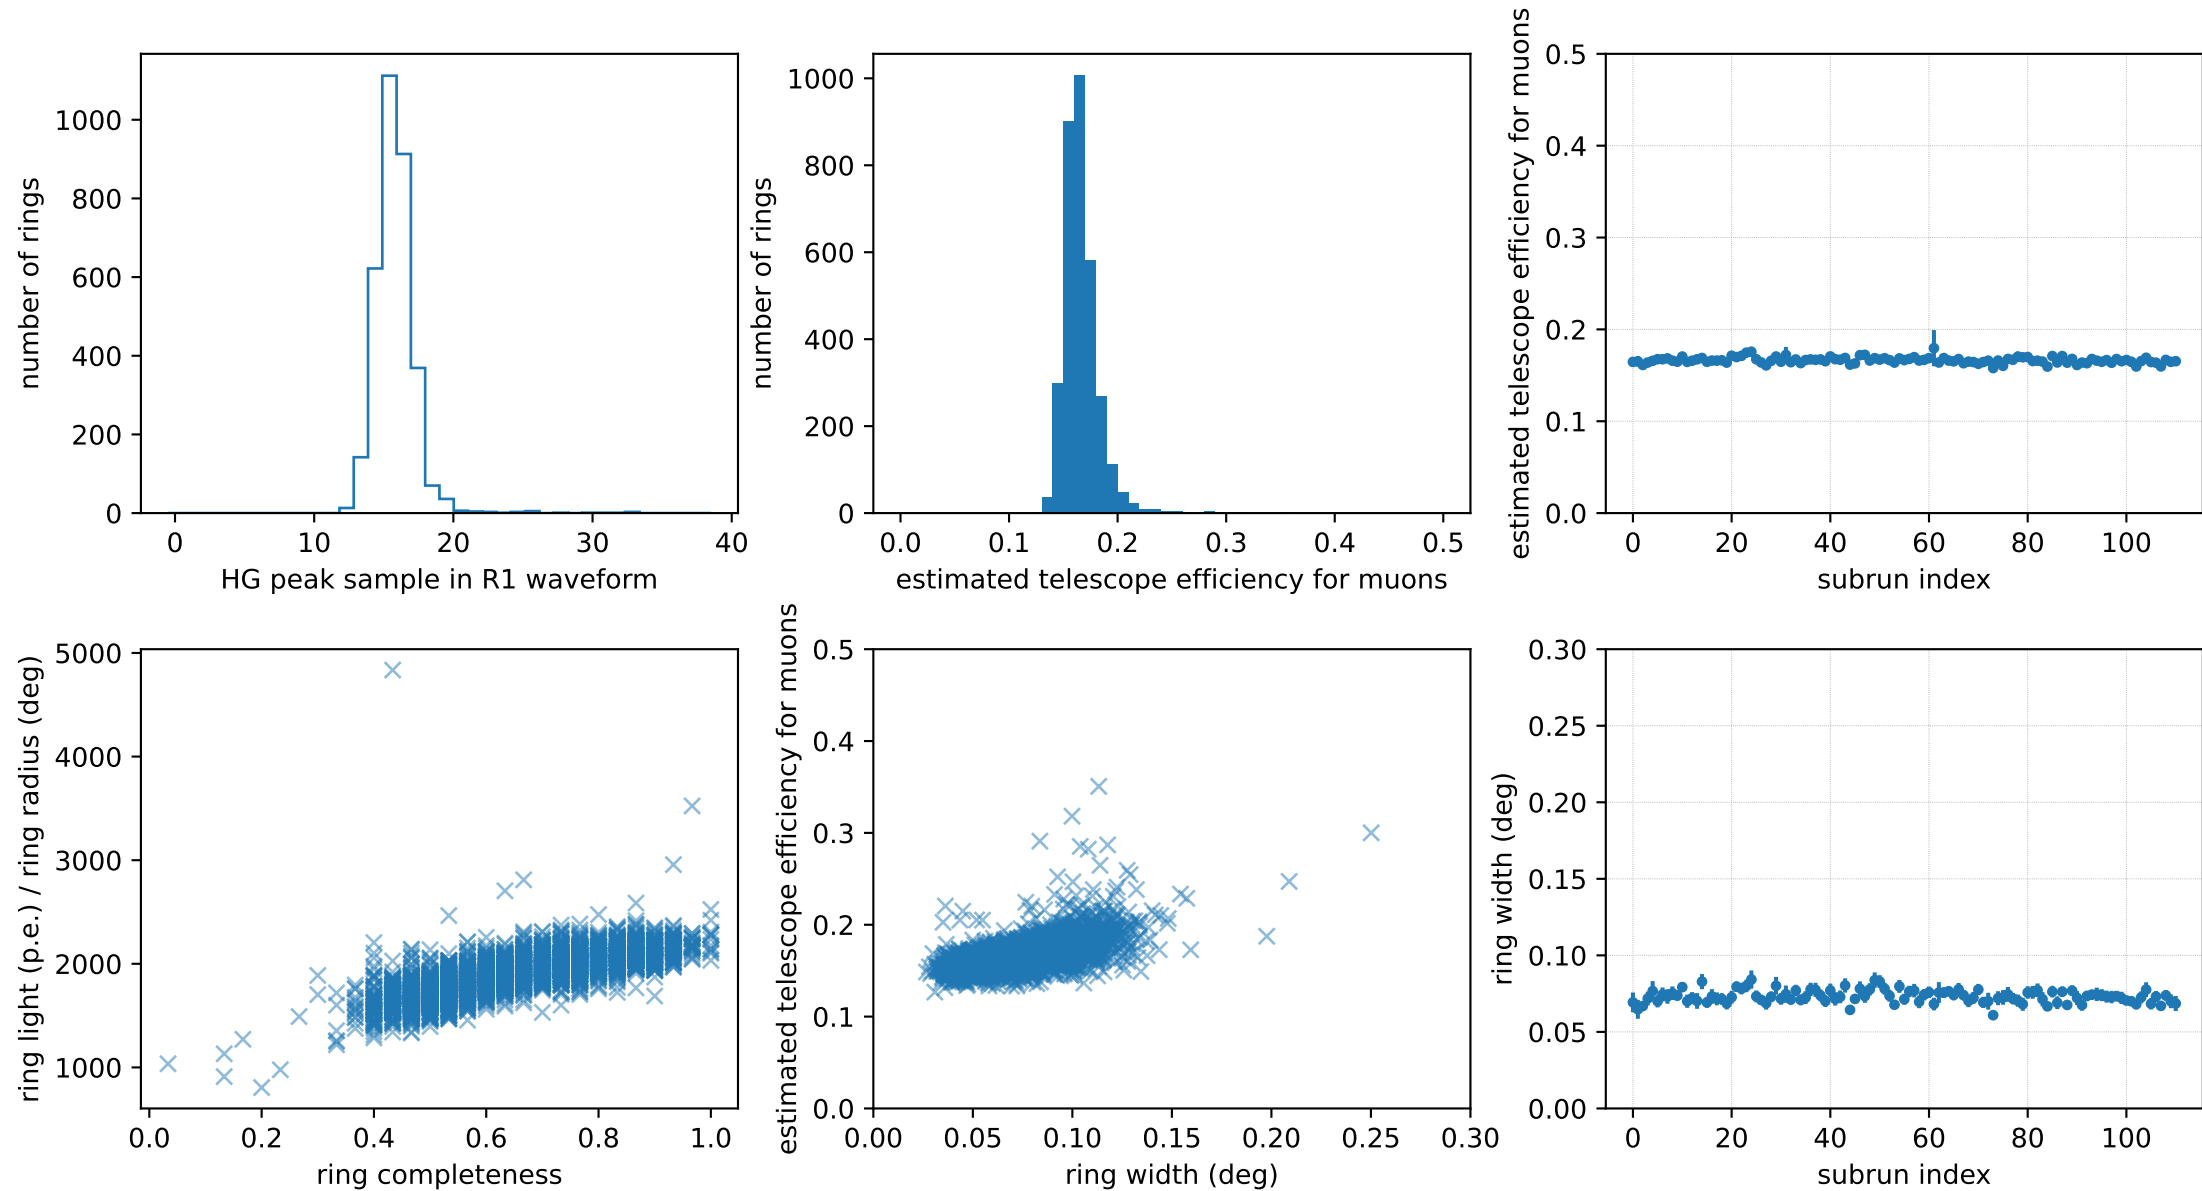 number of rings
1000
800
600
400
200
0
0 10 20 30 40
HG peak sample in R1 waveform
number of rings
1000
800
600
400
200
0
0.0 0.1 0.2 0.3 0.4 0.5
estimated telescope efficiency for muons
estimated telescope efficiency for muons
0.5
0.4
0.3
0.2
0.1
0.0
0 20 40 60 80 100
subrun index
ring light (p.e.) / ring radius (deg)
5000
4000
3000
2000
1000
0.0 0.2 0.4 0.6 0.8 1.0
ring completeness
estimated telescope efficiency for muons
0.5
0.4
0.3
0.2
0.1
0.0
0.00 0.05 0.10 0.15 0.20 0.25 0.30
ring width (deg)
ring width (deg)
0.30
0.25
0.20
0.15
0.10
0.05
0.00
0 20 40 60 80 100
subrun index